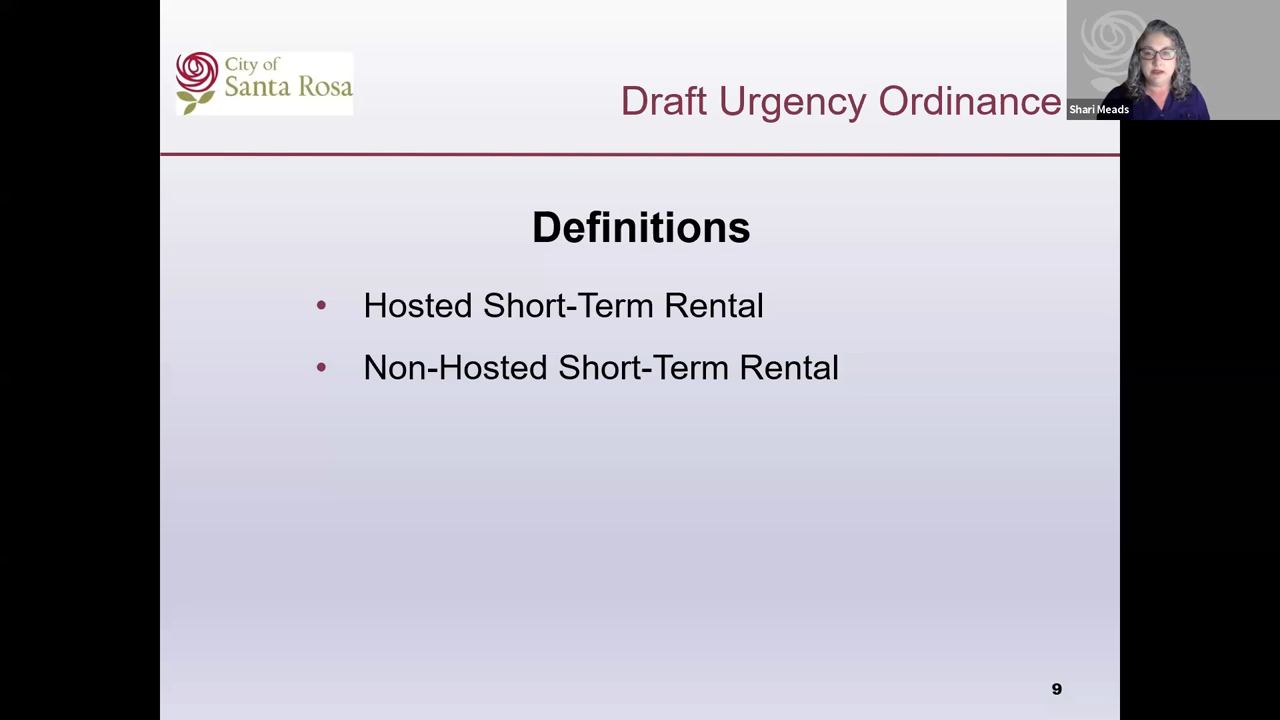 City of
Santa Rosa
Draft Urgency Ordinance
Shari Meads
Definitions
• Hosted Short-Term Rental
• Non-Hosted Short-Term Rental
9